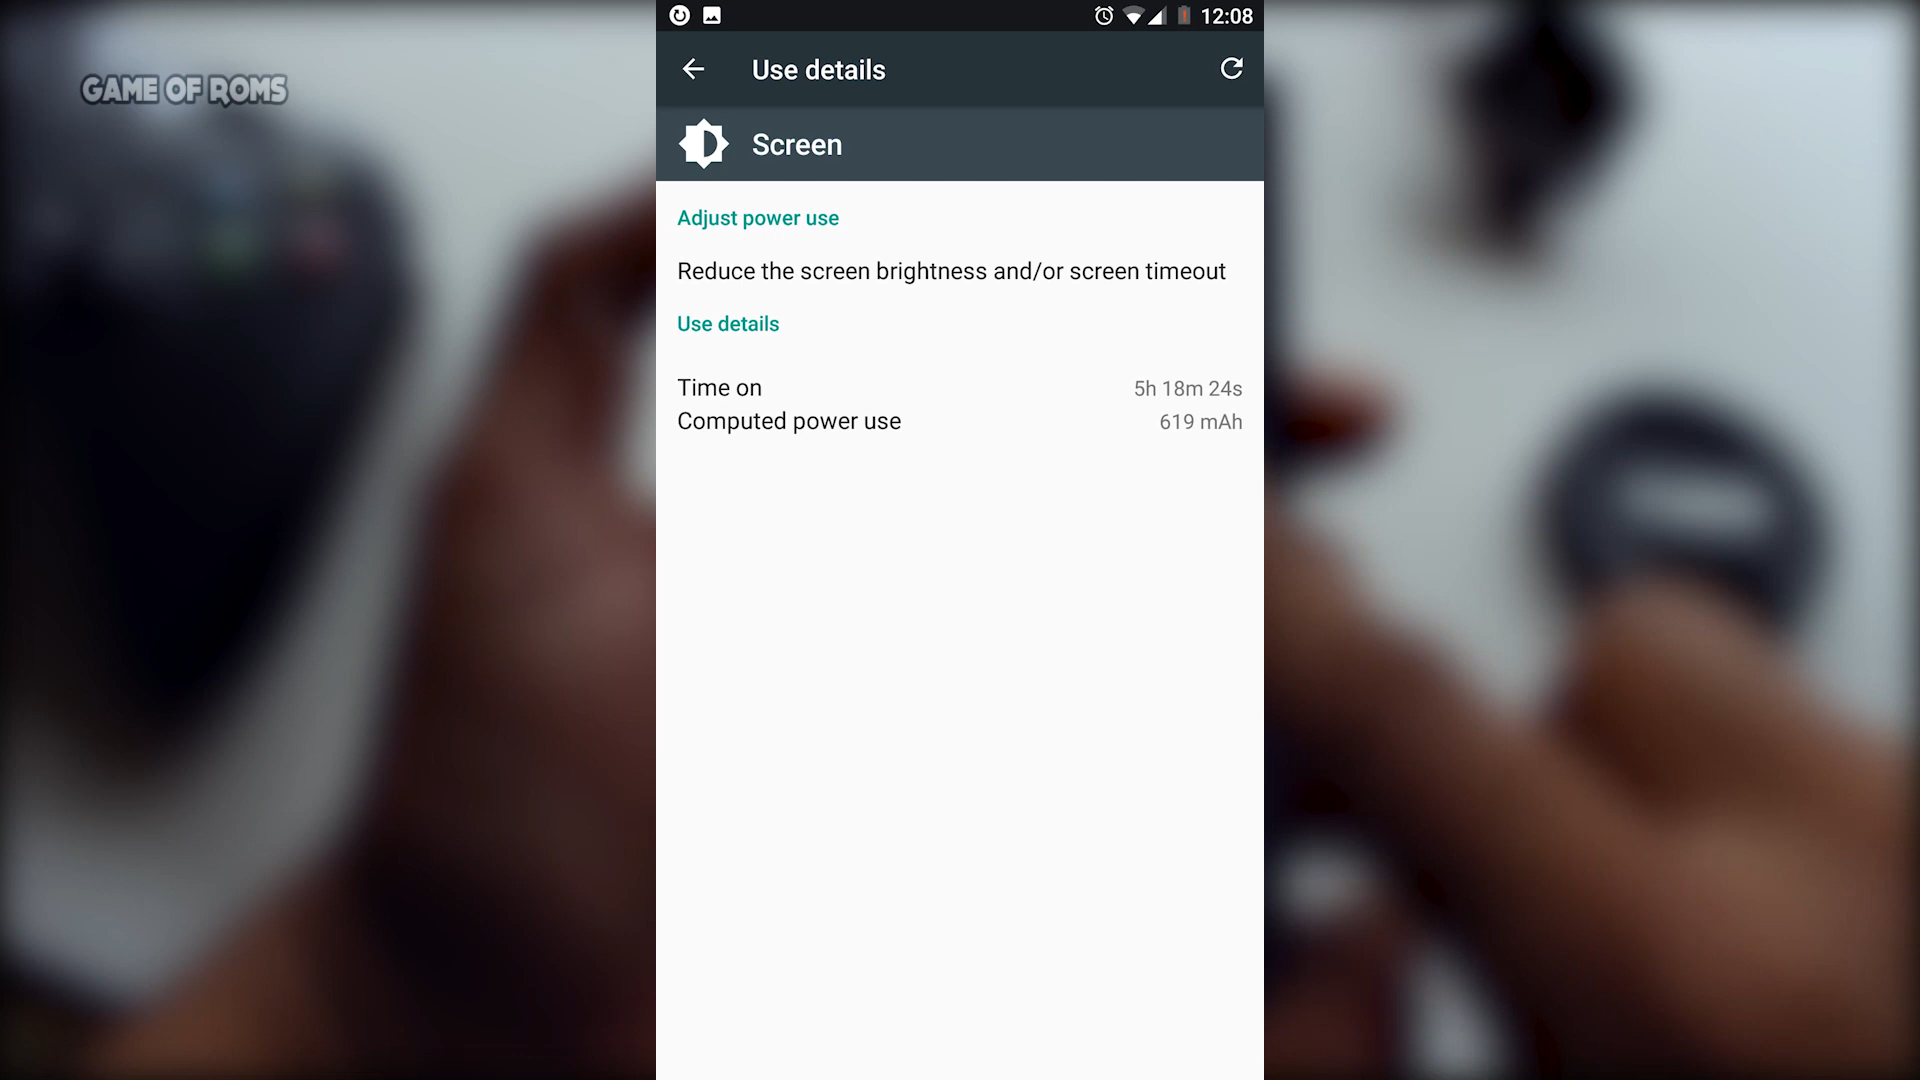 GAME OF ROMS
12:08
Use details
Screen
Adjust power use
Reduce the screen brightness and/or screen timeout
Use details
Time on 5h 18m 24s
Computed power use 619 mAh